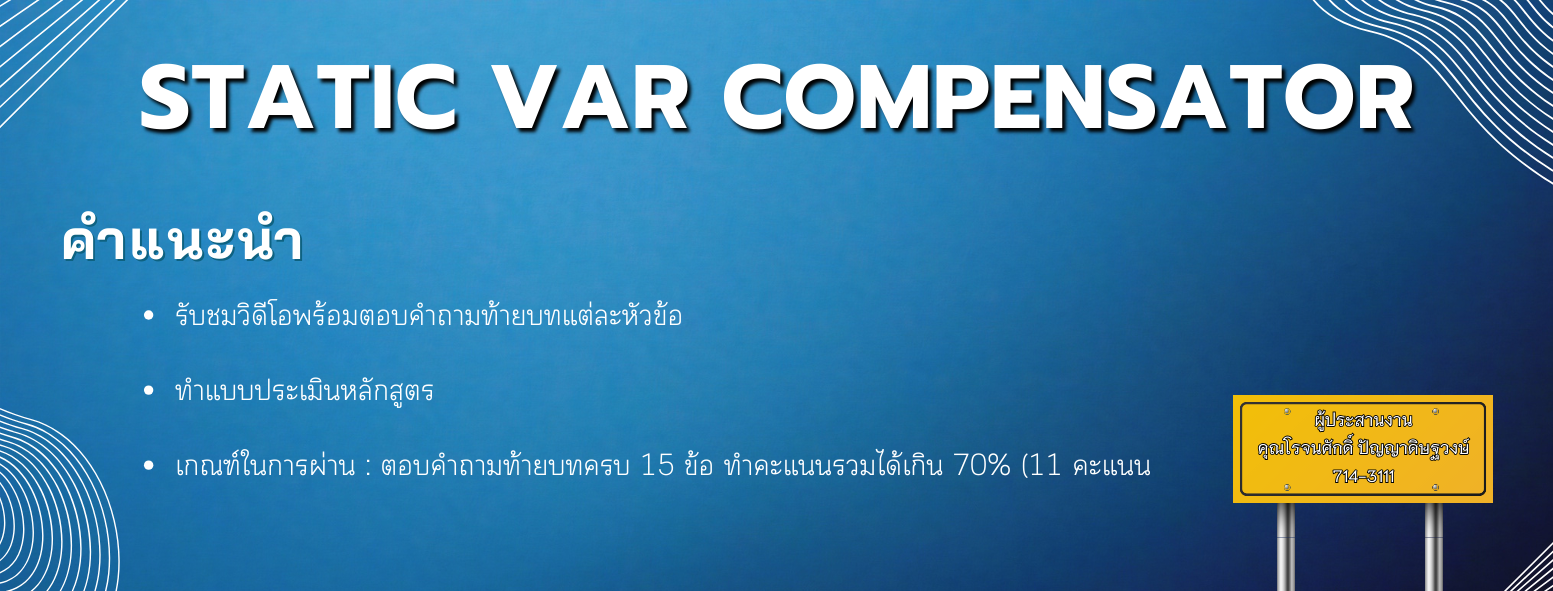 STATIC VAR COMPENSATOR
คำแนะนำ
• รับชมวิดีโอพร้อมตอบคำถามท้ายบทแต่ละหัวข้อ
• ทำแบบประเมินหลักสูตร
• เกณฑ์ในการผ่าน : ตอบคำถามท้ายบทครบ 15 ข้อ ทำคะแนนรวมได้เกิน 70% (11 คะแนน
ผู้ประสานงาน
คุณโรจนศักดิ์ ปัญญาดิษฐวงษ์
714-3111